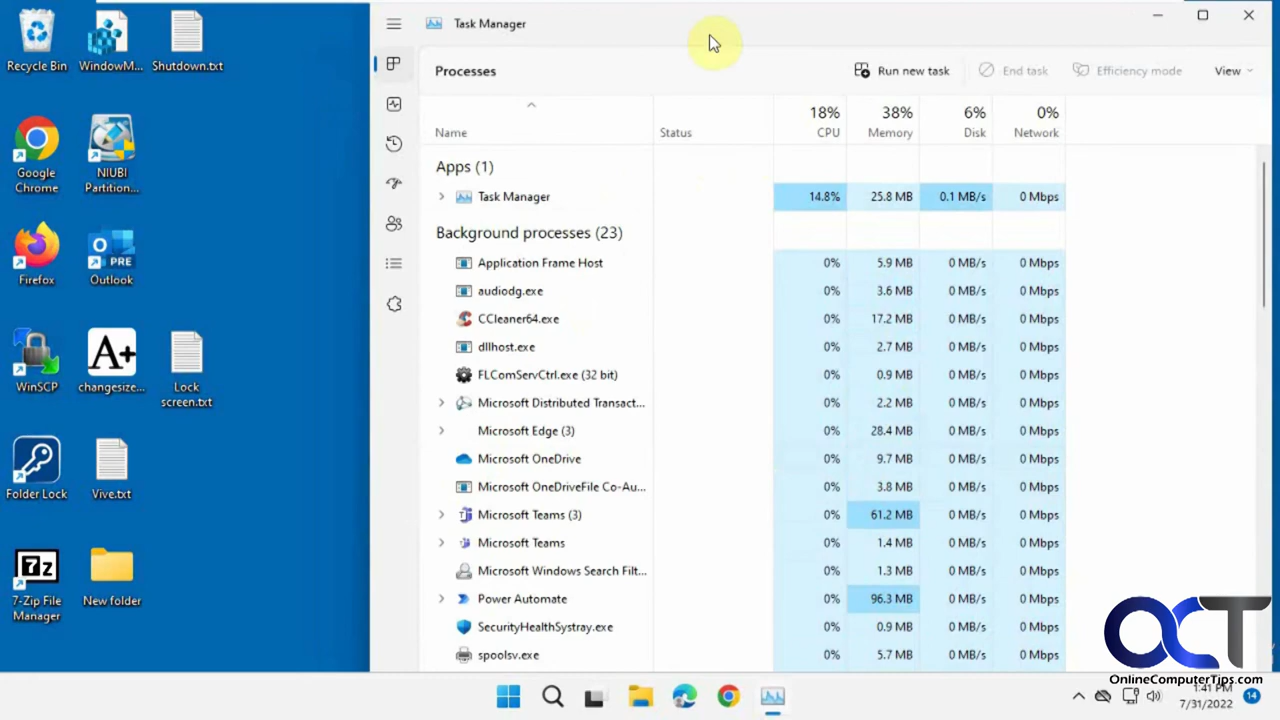 Recycle Bin
WindowM...
Shutdown.txt
Google
Chrome
NIUBI
Partition...
Firefox
Outlook
PRE
WinSCP
A+
changesize...
Lock
screen.txt
Folder Lock
Vive.txt
7z
7-Zip File
Manager
New folder
Task Manager
Processes
Run new task
End task
Efficiency mode
View
Name
Status
18%
CPU
38%
Memory
6%
Disk
0%
Network
Apps (1)
Task Manager 14.8% 25.8 MB 0.1 MB/s 0 Mbps
Background processes (23)
Application Frame Host 0% 5.9 MB 0 MB/s 0 Mbps
audiodg.exe 0% 3.6 MB 0 MB/s 0 Mbps
CCleaner64.exe 0% 17.2 MB 0 MB/s 0 Mbps
dllhost.exe 0% 2.7 MB 0 MB/s 0 Mbps
FLComServCtrl.exe (32 bit) 0% 0.9 MB 0 MB/s 0 Mbps
Microsoft Distributed Transact... 0% 2.2 MB 0 MB/s 0 Mbps
Microsoft Edge (3) 0% 28.4 MB 0 MB/s 0 Mbps
Microsoft OneDrive 0% 9.7 MB 0 MB/s 0 Mbps
Microsoft OneDriveFile Co-Au... 0% 3.8 MB 0 MB/s 0 Mbps
Microsoft Teams (3) 0% 61.2 MB 0 MB/s 0 Mbps
Microsoft Teams 0% 1.4 MB 0 MB/s 0 Mbps
Microsoft Windows Search Filt... 0% 1.3 MB 0 MB/s 0 Mbps
Power Automate 0% 96.3 MB 0 MB/s 0 Mbps
SecurityHealthSystray.exe 0% 0.9 MB 0 MB/s 0 Mbps
spoolsv.exe 0% 5.7 MB 0 MB/s 0 Mbps
OCT
OnlineComputerTips.com
1:41 PM
7/31/2022
14